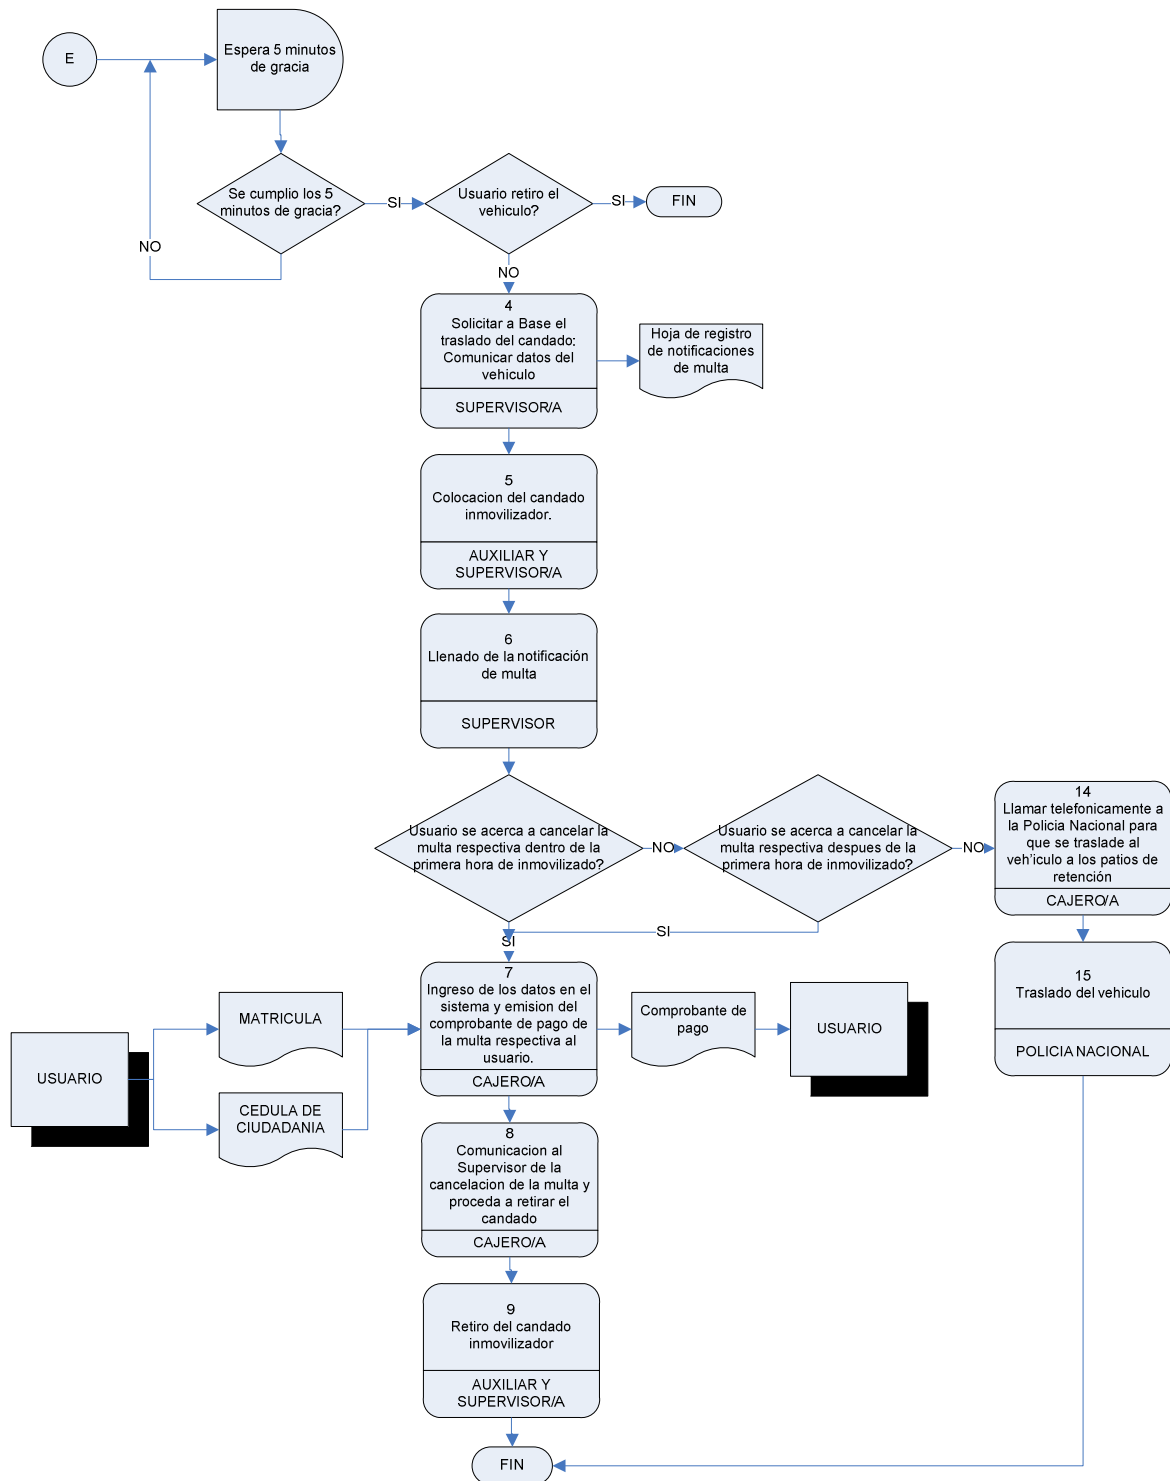 E
Espera 5 minutos
de gracia
Se cumplio los 5
minutos de gracia?
SI
Usuario retiro el
vehiculo?
SI
FIN
NO
NO
4
Solicitar a Base el
traslado del candado;
Comunicar datos del
vehiculo
SUPERVISOR/A
Hoja de registro
de notificaciones
de multa
5
Colocacion del candado
inmovilizador.
AUXILIAR Y
SUPERVISOR/A
6
Llenado de la notificación
de multa
SUPERVISOR
Usuario se acerca a cancelar la
multa respectiva dentro de la
primera hora de inmovilizado?
NO
Usuario se acerca a cancelar la
multa respectiva despues de la
primera hora de inmovilizado?
NO
14
Llamar telefonicamente a
la Policia Nacional para
que se traslade al
veh'iculo a los patios de
retención
CAJERO/A
SI
SI
15
Traslado del vehiculo
POLICIA NACIONAL
USUARIO
MATRICULA
CEDULA DE
CIUDADANIA
7
Ingreso de los datos en el
sistema y emision del
comprobante de pago de
la multa respectiva al
usuario.
CAJERO/A
Comprobante de
pago
USUARIO
8
Comunicacion al
Supervisor de la
cancelacion de la multa y
proceda a retirar el
candado
CAJERO/A
9
Retiro del candado
inmovilizador
AUXILIAR Y
SUPERVISOR/A
FIN